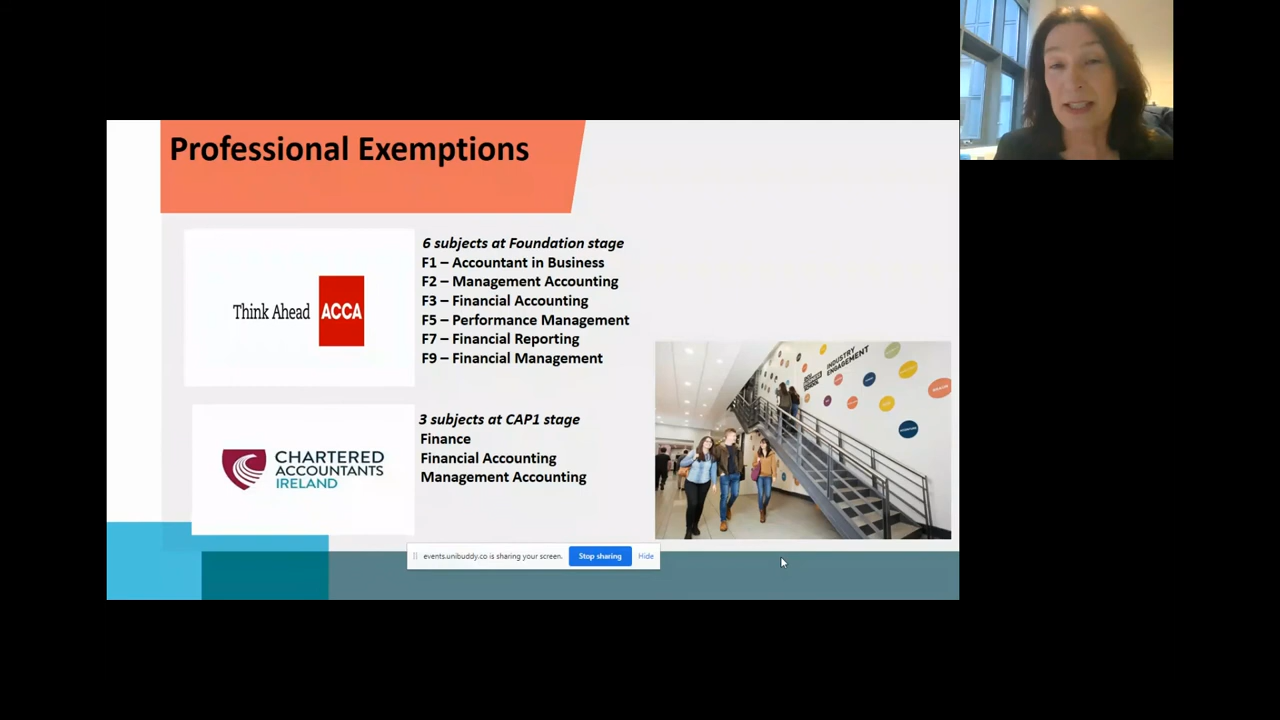 Professional Exemptions
6 subjects at Foundation stage
F1 – Accountant in Business
F2 – Management Accounting
F3 – Financial Accounting
F5 – Performance Management
F7 – Financial Reporting
F9 – Financial Management
Think Ahead ACCA
3 subjects at CAP1 stage
Finance
Financial Accounting
Management Accounting
CHARTERED
ACCOUNTANTS
IRELAND
INDUSTRY
ENGAGEMENT
events.unibuddy.co is sharing your screen. Stop sharing Hide